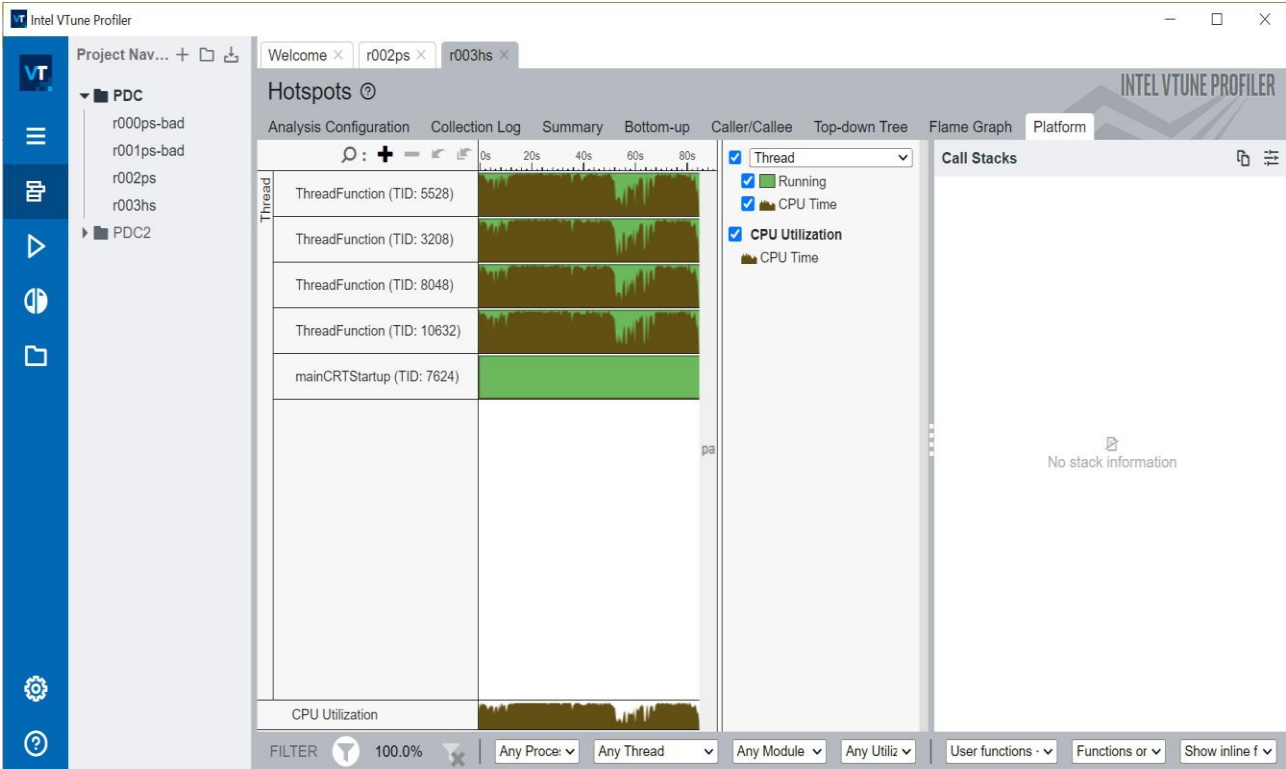 VT Intel VTune Profiler
VT
Project Nav...
PDC
r000ps-bad
r001ps-bad
r002ps
r003hs
PDC2
Welcome
r002ps
r003hs
Hotspots
INTEL VTUNE PROFILER
Analysis Configuration Collection Log Summary Bottom-up Caller/Callee Top-down Tree Flame Graph Platform
0s 20s 40s 60s 80s
Thread
ThreadFunction (TID: 5528)
ThreadFunction (TID: 3208)
ThreadFunction (TID: 8048)
ThreadFunction (TID: 10632)
mainCRTStartup (TID: 7624)
CPU Utilization
pa
Thread
Running
CPU Time
CPU Utilization
CPU Time
Call Stacks
No stack information
FILTER 100.0% Any Proce: Any Thread Any Module Any Utiliz User functions - Functions or Show inline f